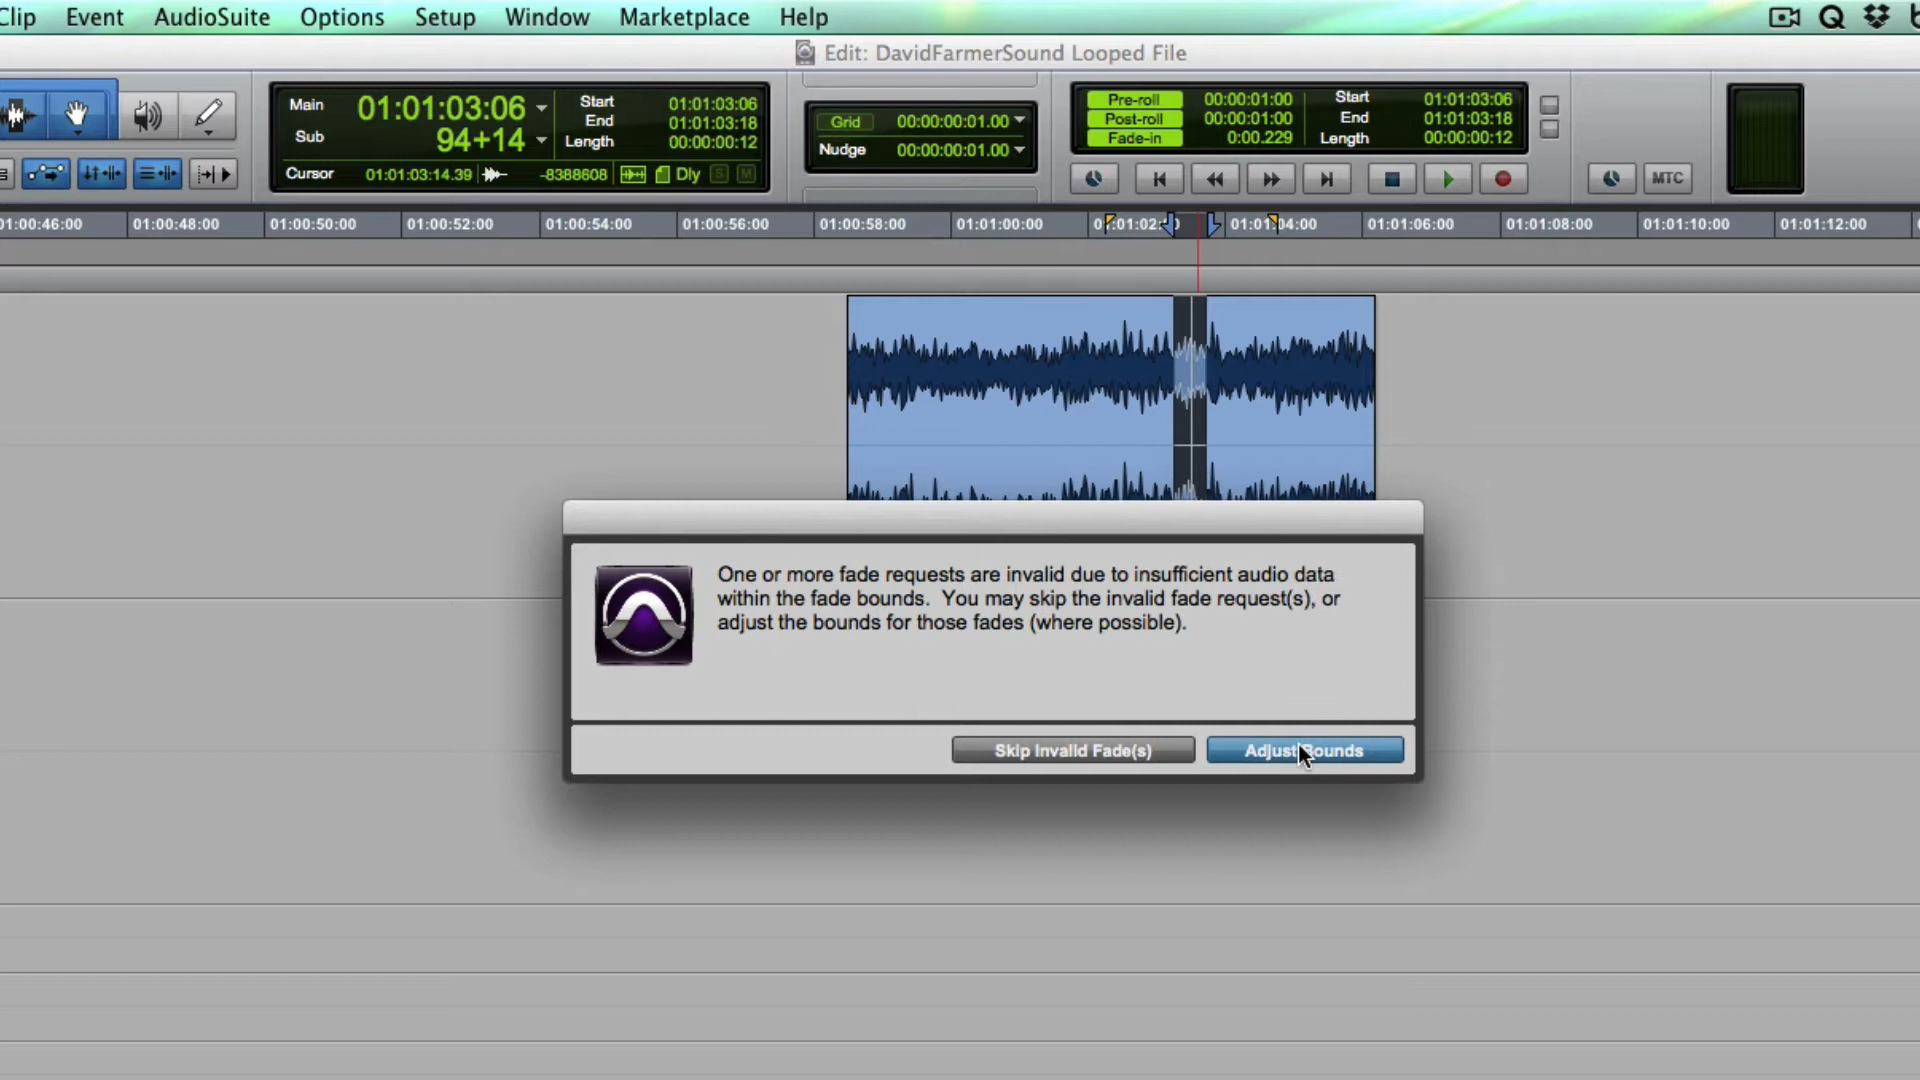 Clip Event AudioSuite Options Setup Window Marketplace Help
Edit: DavidFarmerSound Looped File
Main 01:01:03:06
Sub 94+14
Start 01:01:03:06
End 01:01:03:18
Length 00:00:00:12
Cursor 01:01:03:14.39 -8388608 Dly S M
Grid 00:00:00:01.00
Nudge 00:00:00:01.00
Pre-roll 00:00:01:00
Post-roll 00:00:01:00
Fade-in 0:00.229
Start 01:01:03:06
End 01:01:03:18
Length 00:00:00:12
MTC
01:00:46:00 01:00:48:00 01:00:50:00 01:00:52:00 01:00:54:00 01:00:56:00 01:00:58:00 01:01:00:00 01:01:04:00 01:01:06:00 01:01:08:00 01:01:10:00 01:01:12:00
One or more fade requests are invalid due to insufficient audio data
within the fade bounds. You may skip the invalid fade request(s), or
adjust the bounds for those fades (where possible).
Skip Invalid Fade(s)
Adjust Bounds